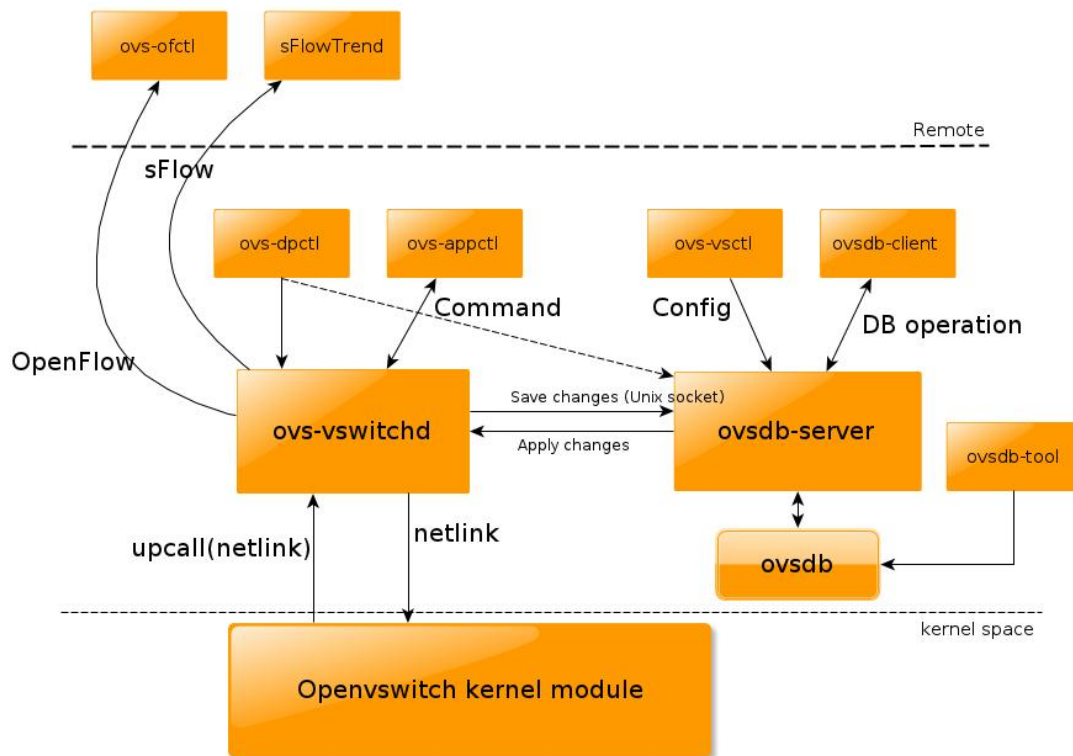 ovs-ofctl
sFlowTrend
Remote
sFlow
ovs-dpctl
ovs-appctl
ovs-vsctl
ovsdb-client
Command
Config
DB operation
OpenFlow
ovs-vswitchd
Save changes (Unix socket)
Apply changes
ovsdb-server
ovsdb-tool
upcall(netlink)
netlink
ovsdb
kernel space
Openvswitch kernel module